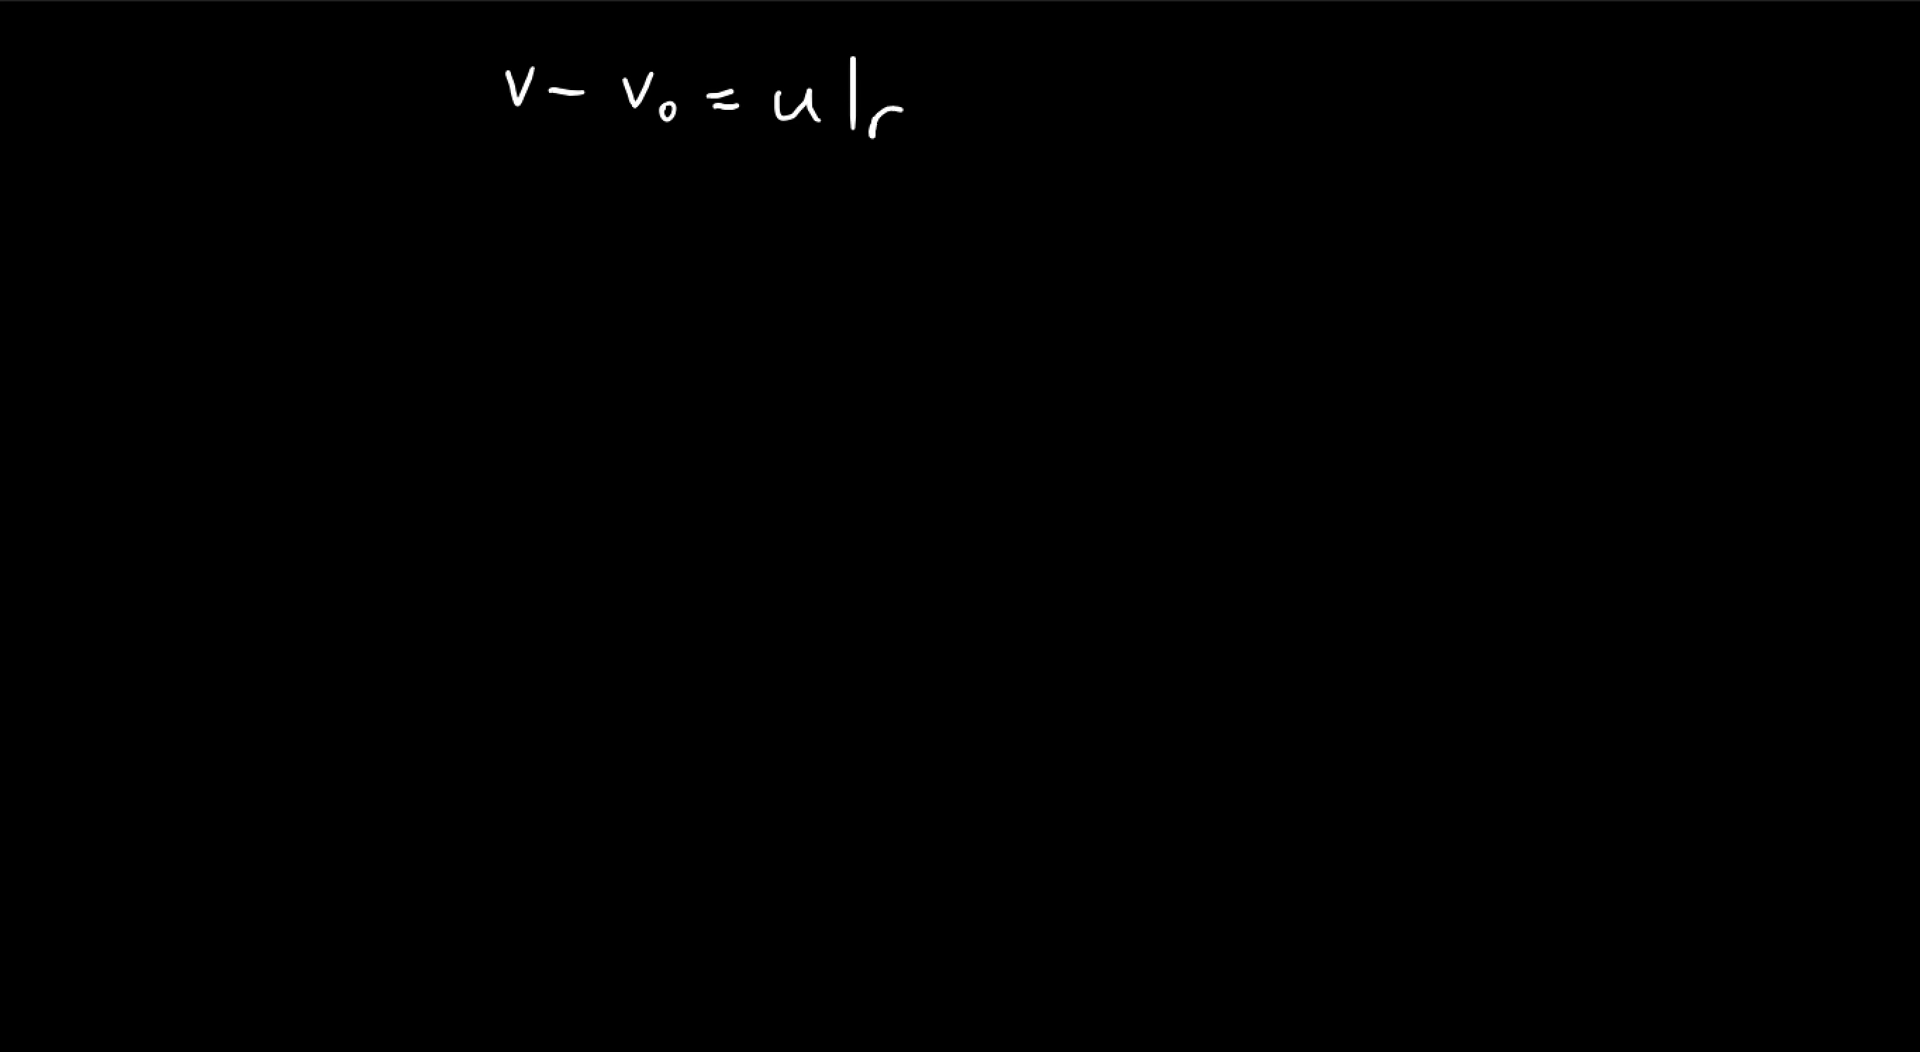 v - v₀ = u |ᵣ